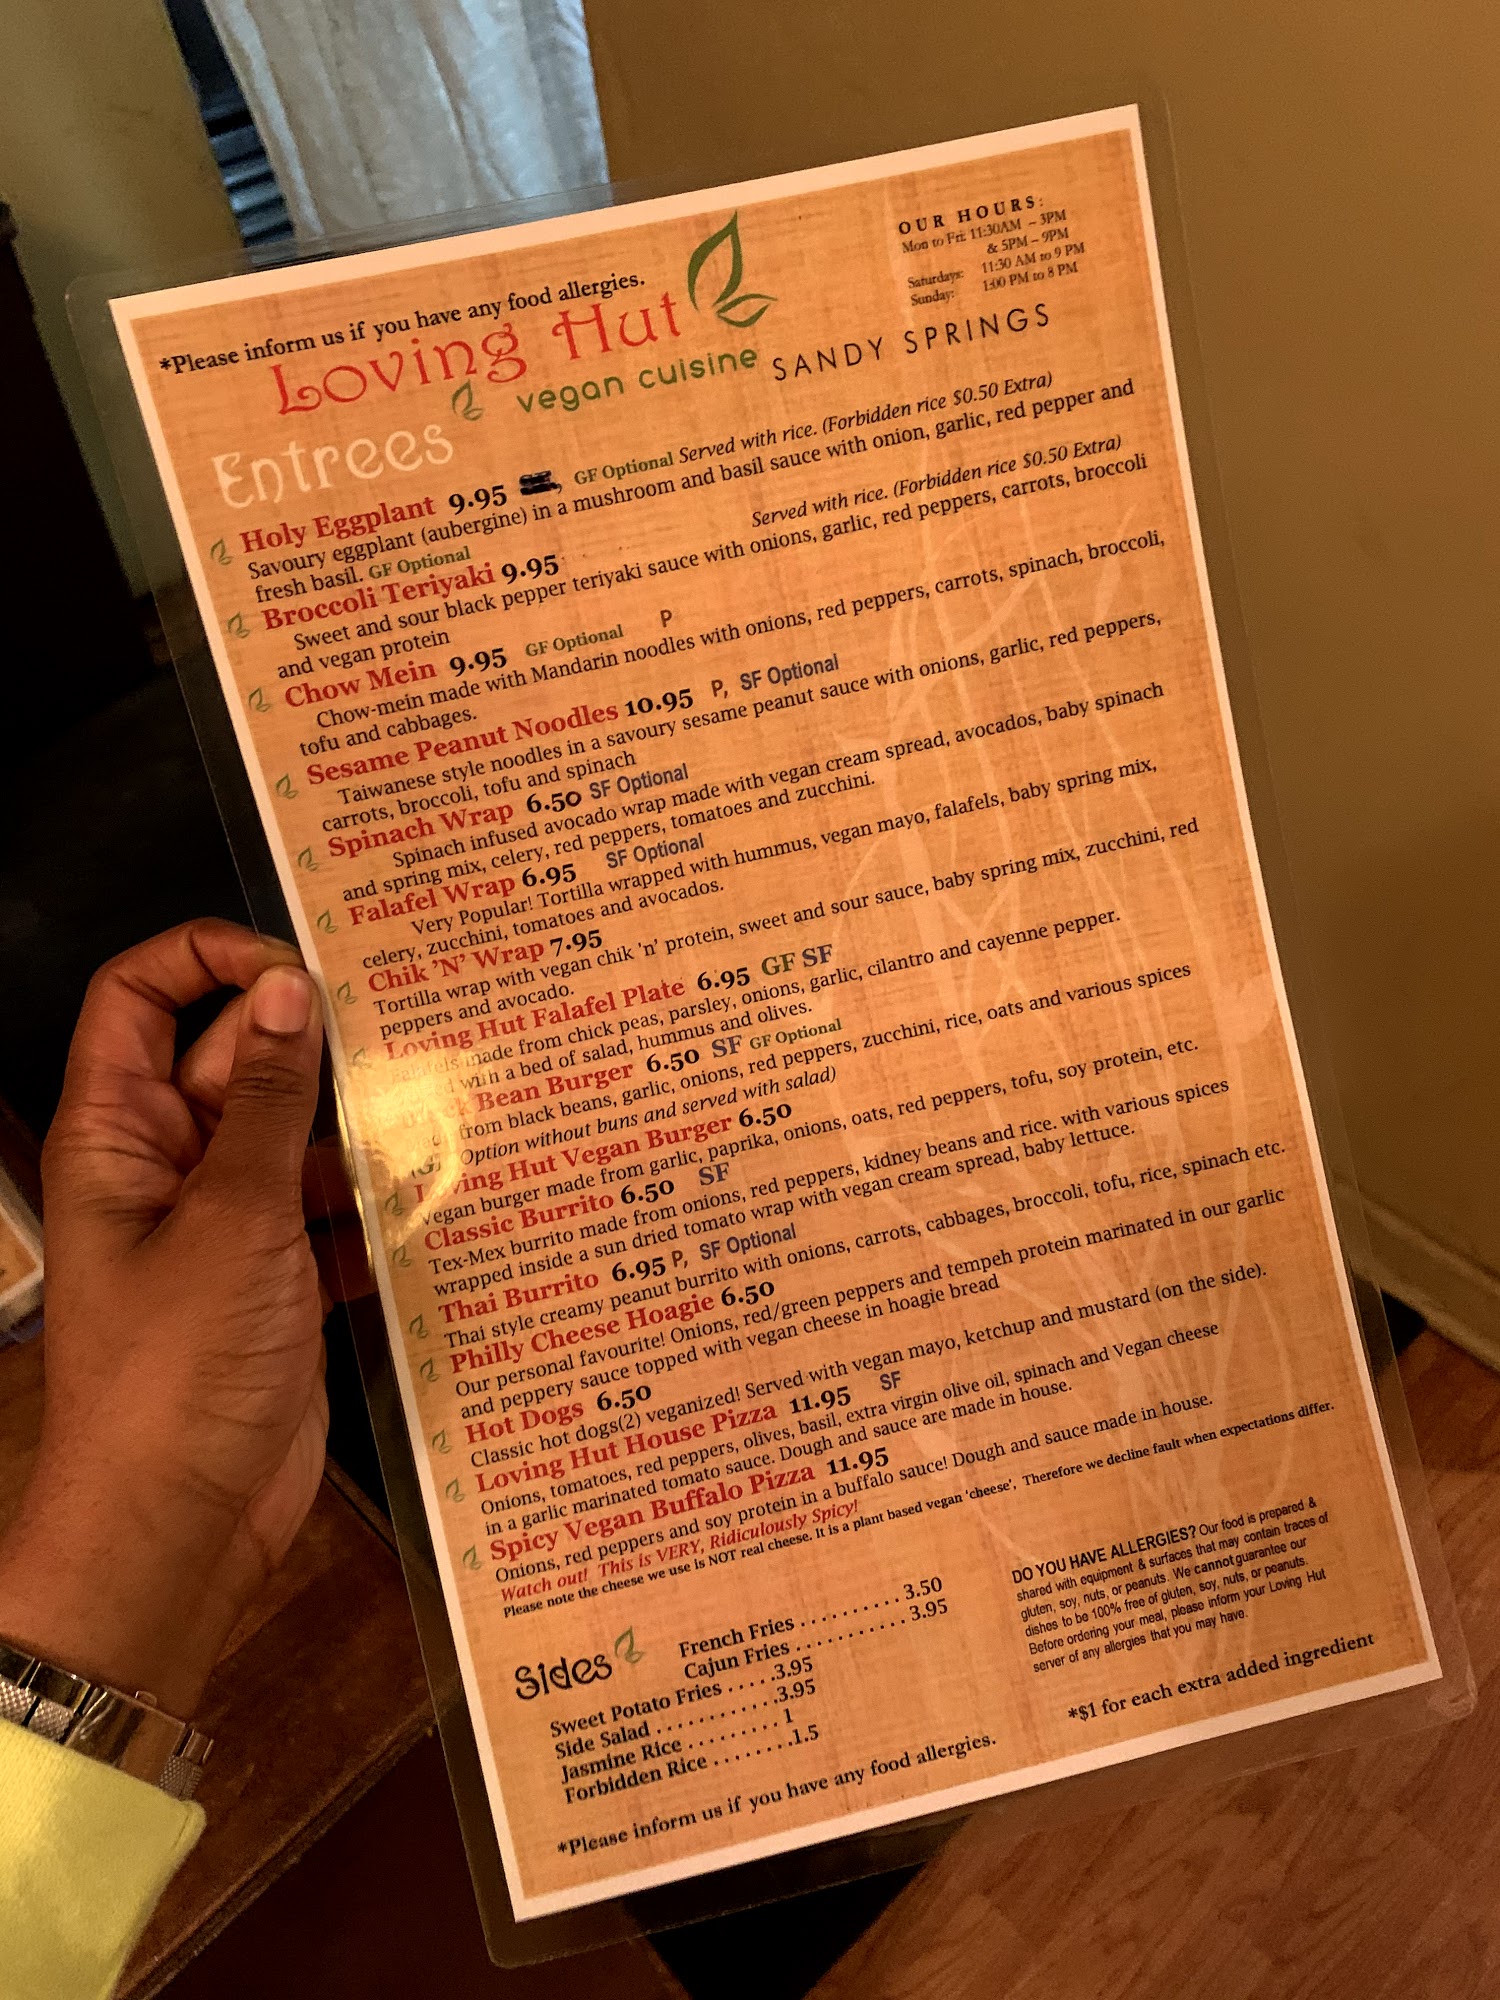 *Please inform us if you have any food allergies.
OUR HOURS:
Mon to Fri: 11:30AM – 3PM
& 5PM – 9PM
Saturdays: 11:30 AM to 9 PM
Sunday: 1:00 PM to 8 PM
Loving Hut
vegan cuisine SANDY SPRINGS
Entrees
Holy Eggplant 9.95 , GF Optional Served with rice. (Forbidden rice $0.50 Extra)
Savoury eggplant (aubergine) in a mushroom and basil sauce with onion, garlic, red pepper and
fresh basil. GF Optional
Broccoli Teriyaki 9.95 Served with rice. (Forbidden rice $0.50 Extra)
Sweet and sour black pepper teriyaki sauce with onions, garlic, red peppers, carrots, broccoli
and vegan protein
Chow Mein 9.95 GF Optional P
Chow-mein made with Mandarin noodles with onions, red peppers, carrots, spinach, broccoli,
tofu and cabbages.
Sesame Peanut Noodles 10.95 P, SF Optional
Taiwanese style noodles in a savoury sesame peanut sauce with onions, garlic, red peppers,
carrots, broccoli, tofu and spinach
Spinach Wrap 6.50 SF Optional
Spinach infused avocado wrap made with vegan cream spread, avocados, baby spinach
and spring mix, celery, red peppers, tomatoes and zucchini.
Falafel Wrap 6.95 SF Optional
Very Popular! Tortilla wrapped with hummus, vegan mayo, falafels, baby spring mix,
celery, zucchini, tomatoes and avocados.
Chik 'N' Wrap 7.95
Tortilla wrap with vegan chik 'n' protein, sweet and sour sauce, baby spring mix, zucchini, red
peppers and avocado.
Loving Hut Falafel Plate 6.95 GF SF
Falafels made from chick peas, parsley, onions, garlic, cilantro and cayenne pepper.
with a bed of salad, hummus and olives.
Bean Burger 6.50 SF GF Optional
from black beans, garlic, onions, red peppers, zucchini, rice, oats and various spices
Option without buns and served with salad)
Loving Hut Vegan Burger 6.50
Vegan burger made from garlic, paprika, onions, oats, red peppers, tofu, soy protein, etc.
Classic Burrito 6.50 SF
Tex-Mex burrito made from onions, red peppers, kidney beans and rice. with various spices
wrapped inside a sun dried tomato wrap with vegan cream spread, baby lettuce.
Thai Burrito 6.95 P, SF Optional
Thai style creamy peanut burrito with onions, carrots, cabbages, broccoli, tofu, rice, spinach etc.
Philly Cheese Hoagie 6.50
Our personal favourite! Onions, red/green peppers and tempeh protein marinated in our garlic
and peppery sauce topped with vegan cheese in hoagie bread
Hot Dogs 6.50
Classic hot dogs(2) veganized! Served with vegan mayo, ketchup and mustard (on the side).
Loving Hut House Pizza 11.95 SF
Onions, tomatoes, red peppers, olives, basil, extra virgin olive oil, spinach and Vegan cheese
in a garlic marinated tomato sauce. Dough and sauce are made in house.
Spicy Vegan Buffalo Pizza 11.95
Onions, red peppers and soy protein in a buffalo sauce! Dough and sauce made in house.
Watch out! This is VERY, Ridiculously Spicy!
Please note the cheese we use is NOT real cheese. It is a plant based vegan 'cheese', Therefore we decline fault when expectations differ.
Sides
French Fries . . . . . . . . . . 3.50
Cajun Fries . . . . . . . . . . . 3.95
Sweet Potato Fries . . . . .3.95
Side Salad . . . . . . . . . . .3.95
Jasmine Rice . . . . . . . . . 1
Forbidden Rice . . . . . . . .1.5
DO YOU HAVE ALLERGIES? Our food is prepared &
shared with equipment & surfaces that may contain traces of
gluten, soy, nuts, or peanuts. We cannot guarantee our
dishes to be 100% free of gluten, soy, nuts, or peanuts.
Before ordering your meal, please inform your Loving Hut
server of any allergies that you may have.
*$1 for each extra added ingredient
*Please inform us if you have any food allergies.